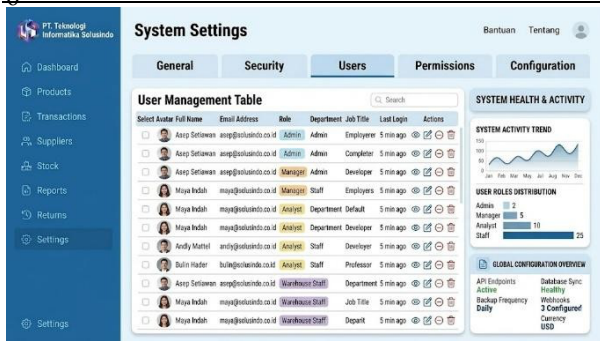 PT. Teknologi
Informatika Solusindo
System Settings
Bantuan Tentang
Dashboard
Products
Transactions
Suppliers
Stock
Reports
Returns
Settings
Settings
General Security Users Permissions Configuration
User Management Table
Search
Select Avatar Full Name Email Address Role Department Job Title Last Login Actions
Asep Setiawan asep@solusindo.co.id Admin Admin Employerer 5 min ago
Asep Setiawan asep@solusindo.co.id Admin Admin Completer 5 min ago
Asep Setiawan asep@solusindo.co.id Manager Admin Developer 5 min ago
Maya Indah maya@solusindo.co.id Manager Staff Employers 5 min ago
Maya Indah maya@solusindo.co.id Analyst Department Default 5 min ago
Maya Indah maya@solusindo.co.id Analyst Department Developer 5 min ago
Andly Mattel andy@solusindo.co.id Analyst Staff Developer 5 min ago
Bulin Hader bulin@solusindo.co.id Analyst Staff Professor 5 min ago
Asep Setiawan asep@solusindo.co.id Warehouse Staff Department 5 min ago
Maya Indah maya@solusindo.co.id Warehouse Staff Job Title 5 min ago
Maya Indah maya@solusindo.co.id Warehouse Staff Deparit 5 min ago
SYSTEM HEALTH & ACTIVITY
SYSTEM ACTIVITY TREND
150
100
50
0
Jan Feb Mar May Jul Aug Nov Dec
USER ROLES DISTRIBUTION
Admin 2
Manager 5
Analyst 10
Staff 25
GLOBAL CONFIGURATION OVERVIEW
API Endpoints Database Sync
Active Healthy
Backup Frequency Webhooks
Daily 3 Configured
Currency
USD